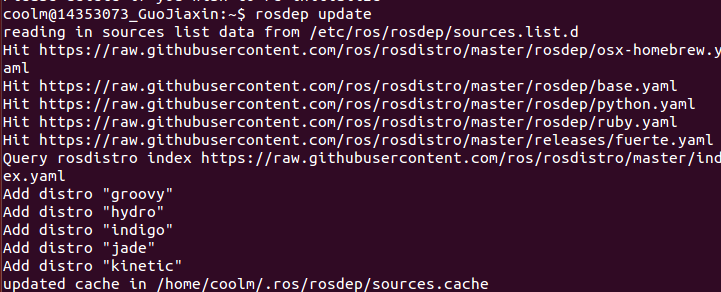 coolm@14353073_GuoJiaxin:~$ rosdep update
reading in sources list data from /etc/ros/rosdep/sources.list.d
Hit https://raw.githubusercontent.com/ros/rosdistro/master/rosdep/osx-homebrew.y
aml
Hit https://raw.githubusercontent.com/ros/rosdistro/master/rosdep/base.yaml
Hit https://raw.githubusercontent.com/ros/rosdistro/master/rosdep/python.yaml
Hit https://raw.githubusercontent.com/ros/rosdistro/master/rosdep/ruby.yaml
Hit https://raw.githubusercontent.com/ros/rosdistro/master/releases/fuerte.yaml
Query rosdistro index https://raw.githubusercontent.com/ros/rosdistro/master/ind
ex.yaml
Add distro "groovy"
Add distro "hydro"
Add distro "indigo"
Add distro "jade"
Add distro "kinetic"
updated cache in /home/coolm/.ros/rosdep/sources.cache